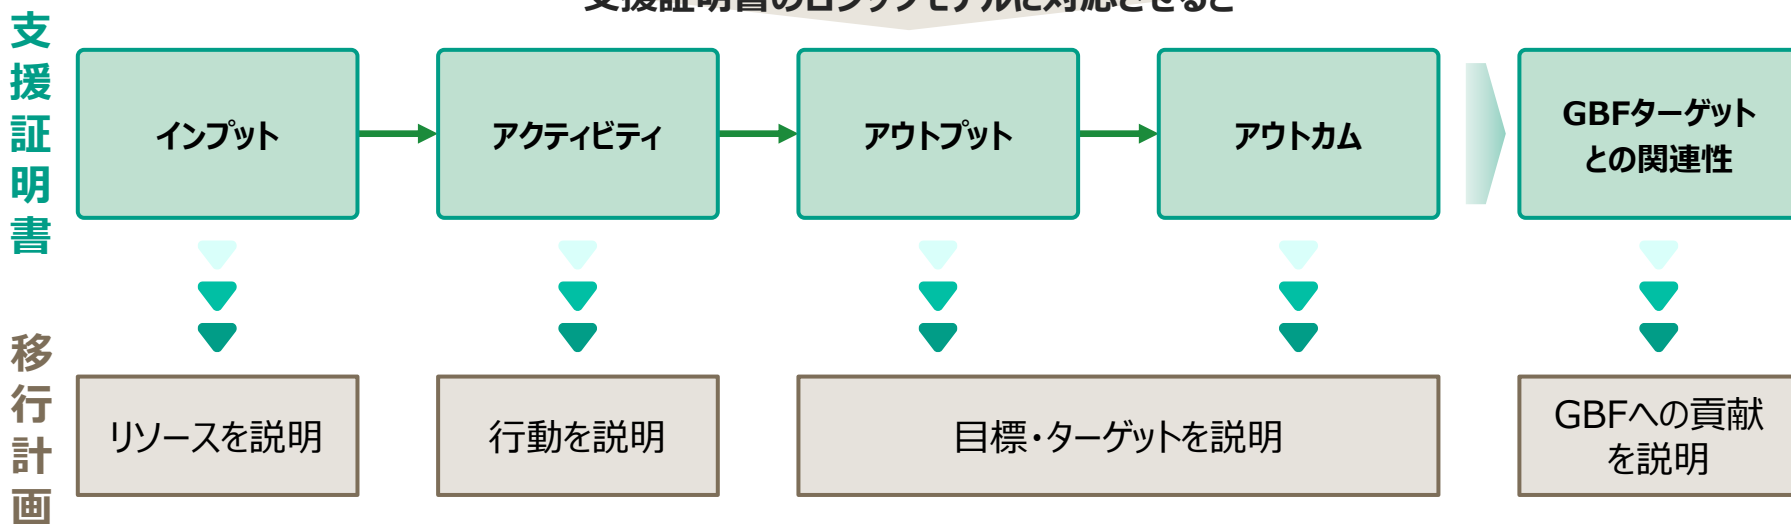 支援証明書のロジックモデルに対応させると
支援証明書
インプット
アクティビティ
アウトプット
アウトカム
GBFターゲット
との関連性
移行計画
リソースを説明
行動を説明
目標・ターゲットを説明
GBFへの貢献
を説明